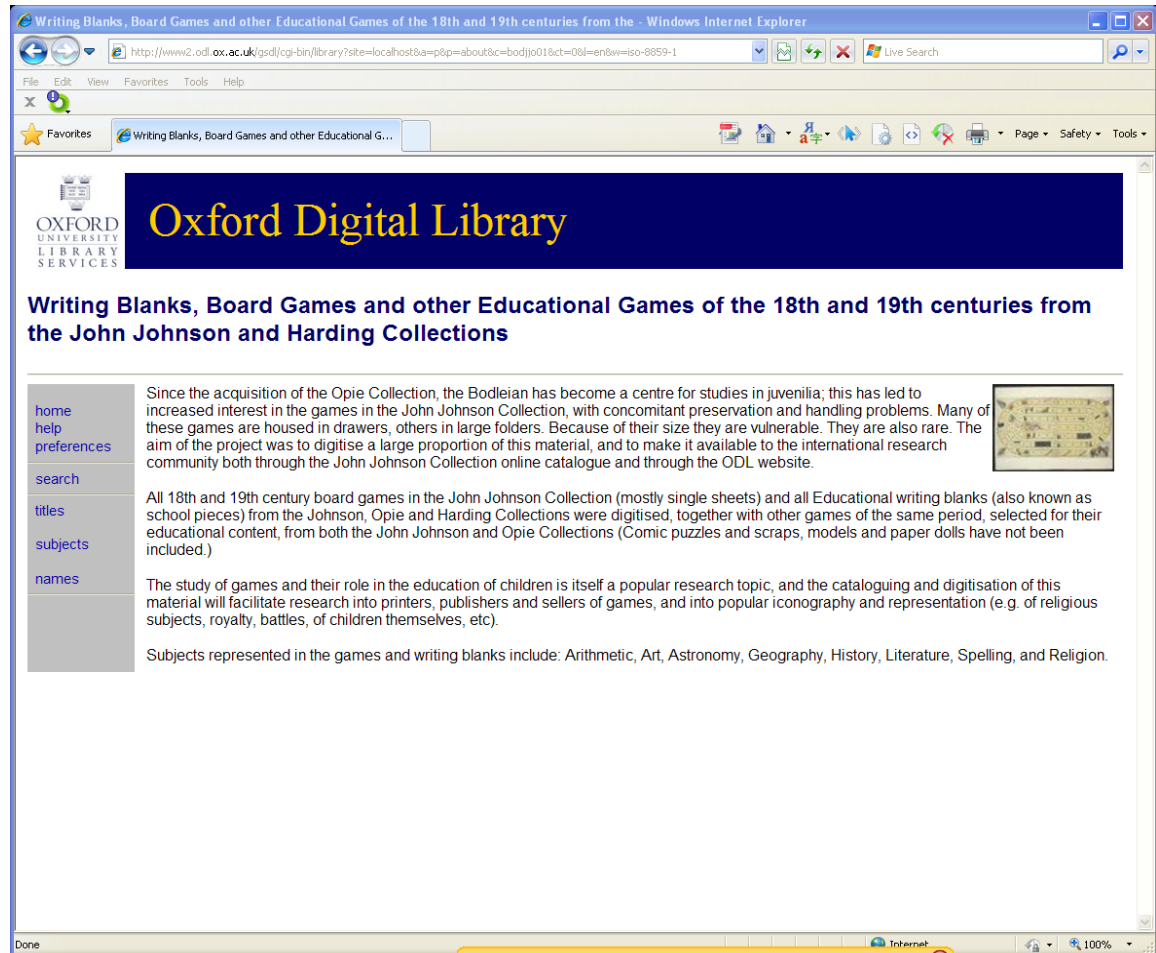 Writing Blanks, Board Games and other Educational Games of the 18th and 19th centuries from the - Windows Internet Explorer
http://www2.odl.ox.ac.uk/gsdl/cgi-bin/library?site=localhost&a=p&p=about&c=bodjjo01&ct=0&l=en&w=iso-8859-1
Live Search
File Edit View Favorites Tools Help
x
Favorites
Writing Blanks, Board Games and other Educational G...
Page Safety Tools
OXFORD
UNIVERSITY
LIBRARY
SERVICES
Oxford Digital Library
Writing Blanks, Board Games and other Educational Games of the 18th and 19th centuries from
the John Johnson and Harding Collections
home
help
preferences
search
titles
subjects
names
Since the acquisition of the Opie Collection, the Bodleian has become a centre for studies in juvenilia; this has led to
increased interest in the games in the John Johnson Collection, with concomitant preservation and handling problems. Many of
these games are housed in drawers, others in large folders. Because of their size they are vulnerable. They are also rare. The
aim of the project was to digitise a large proportion of this material, and to make it available to the international research
community both through the John Johnson Collection online catalogue and through the ODL website.
All 18th and 19th century board games in the John Johnson Collection (mostly single sheets) and all Educational writing blanks (also known as
school pieces) from the Johnson, Opie and Harding Collections were digitised, together with other games of the same period, selected for their
educational content, from both the John Johnson and Opie Collections (Comic puzzles and scraps, models and paper dolls have not been
included.)
The study of games and their role in the education of children is itself a popular research topic, and the cataloguing and digitisation of this
material will facilitate research into printers, publishers and sellers of games, and into popular iconography and representation (e.g. of religious
subjects, royalty, battles, of children themselves, etc).
Subjects represented in the games and writing blanks include: Arithmetic, Art, Astronomy, Geography, History, Literature, Spelling, and Religion.
Done
Internet
100%